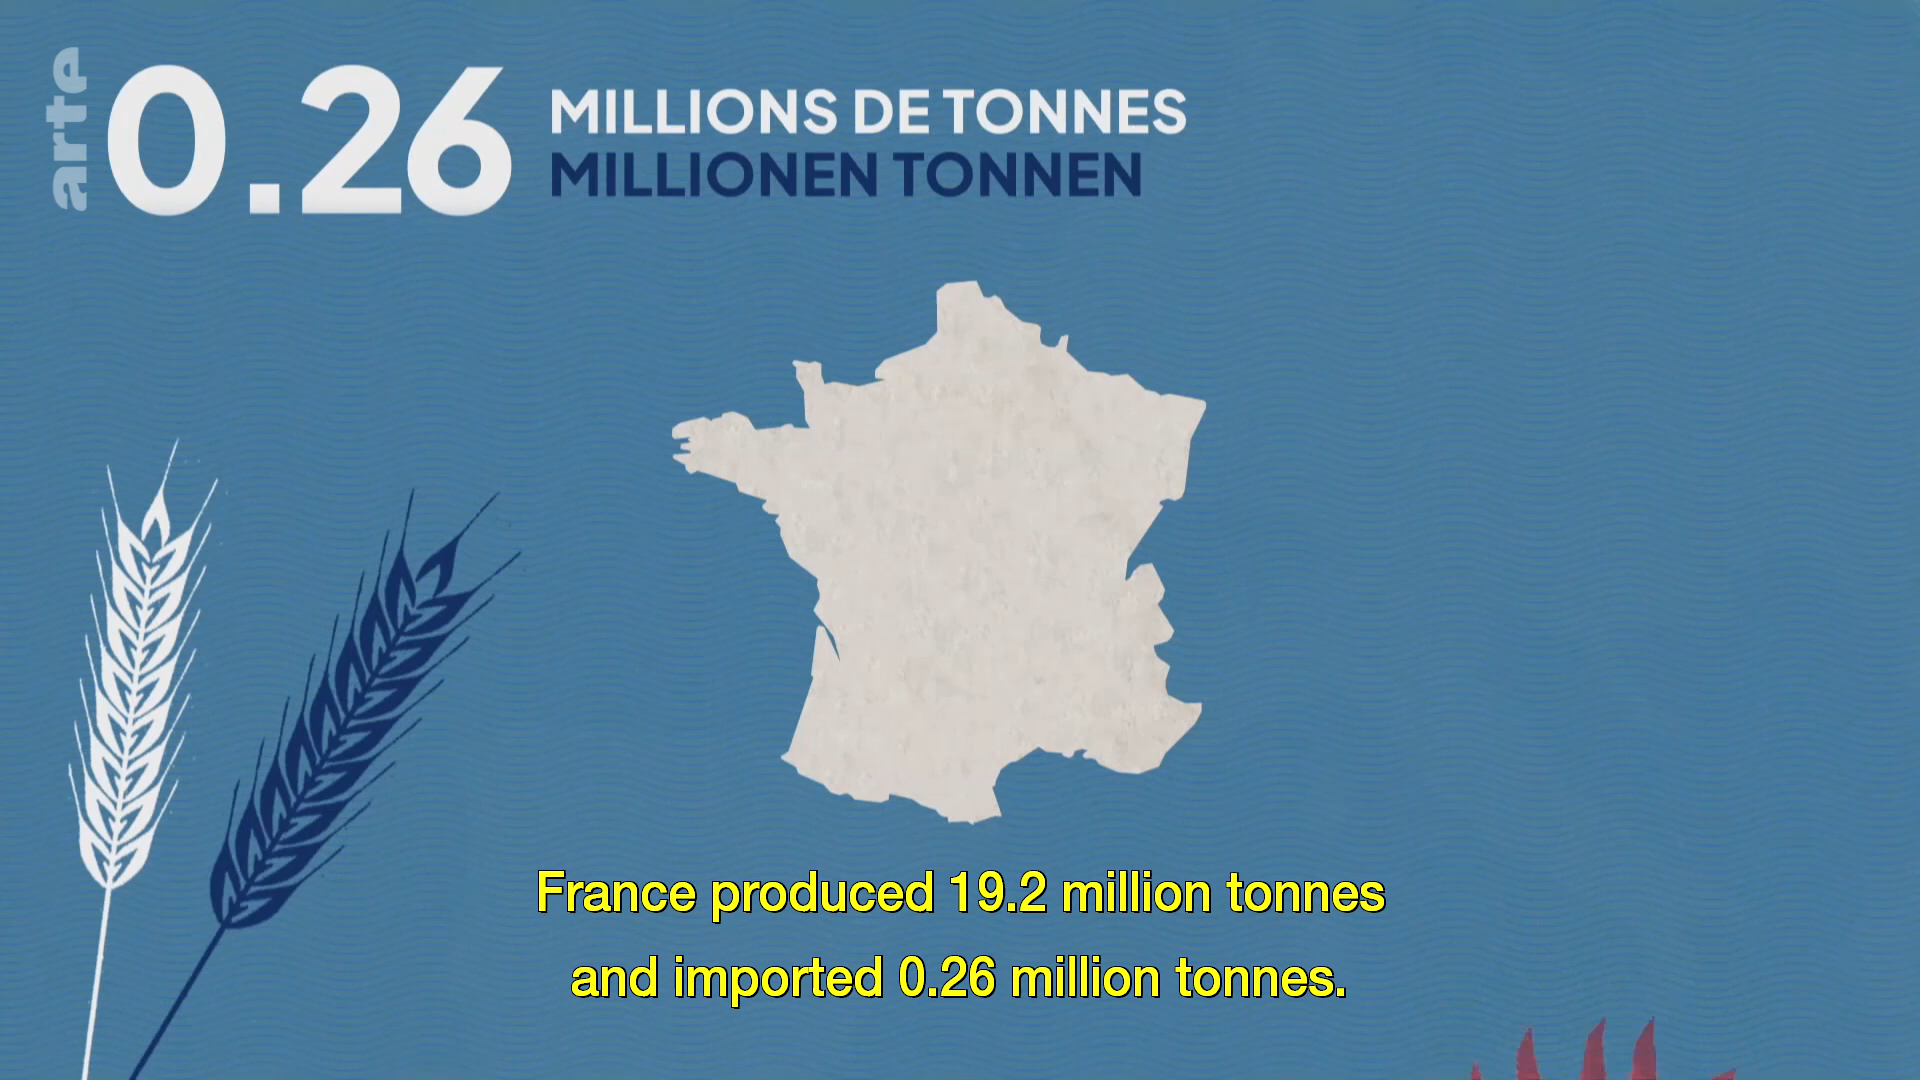 arte
0.26
MILLIONS DE TONNES
MILLIONEN TONNEN
France produced 19.2 million tonnes
and imported 0.26 million tonnes.